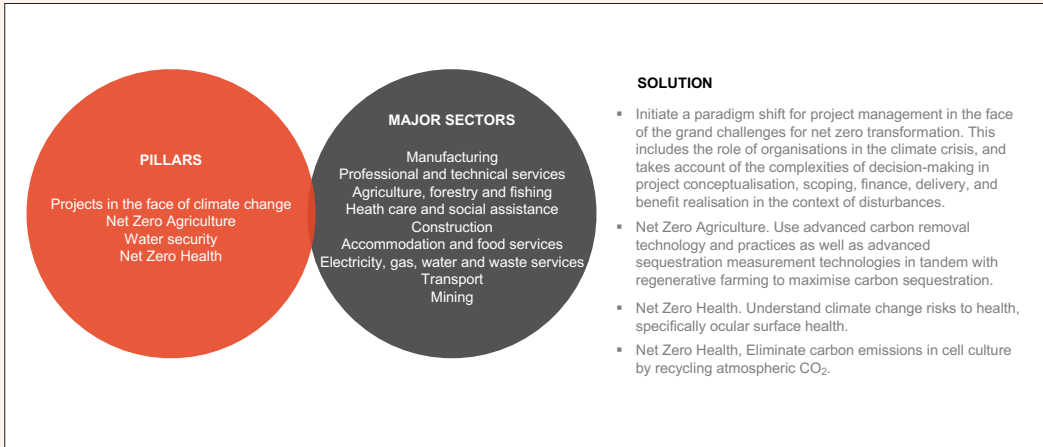 PILLARS
Projects in the face of climate change
Net Zero Agriculture
Water security
Net Zero Health
MAJOR SECTORS
Manufacturing
Professional and technical services
Agriculture, forestry and fishing
Heath care and social assistance
Construction
Accommodation and food services
Electricity, gas, water and waste services
Transport
Mining
SOLUTION
▪ Initiate a paradigm shift for project management in the face
of the grand challenges for net zero transformation. This
includes the role of organisations in the climate crisis, and
takes account of the complexities of decision-making in
project conceptualisation, scoping, finance, delivery, and
benefit realisation in the context of disturbances.
▪ Net Zero Agriculture. Use advanced carbon removal
technology and practices as well as advanced
sequestration measurement technologies in tandem with
regenerative farming to maximise carbon sequestration.
▪ Net Zero Health. Understand climate change risks to health,
specifically ocular surface health.
▪ Net Zero Health, Eliminate carbon emissions in cell culture
by recycling atmospheric CO₂.